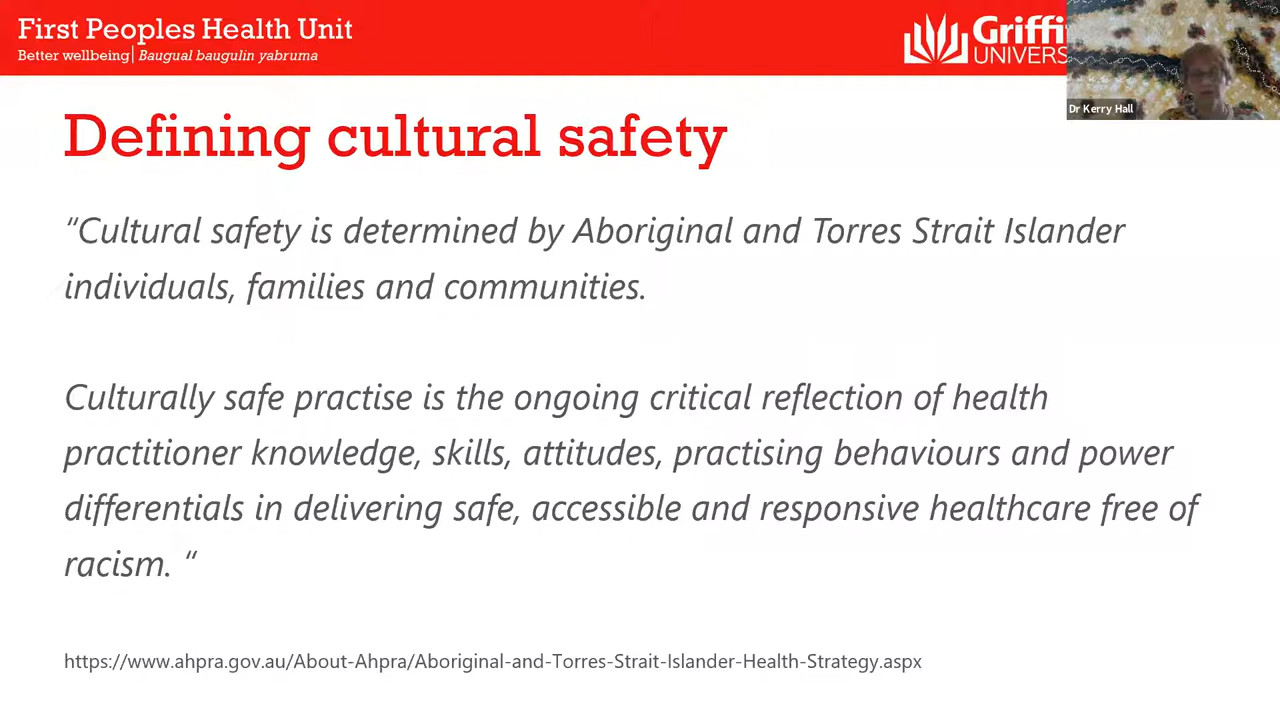 First Peoples Health Unit
Better wellbeing| Baugual baugulin yabruma
UNIVERS
Dr Kerry Hall
Defining cultural safety
“Cultural safety is determined by Aboriginal and Torres Strait Islander
individuals, families and communities.
Culturally safe practise is the ongoing critical reflection of health
practitioner knowledge, skills, attitudes, practising behaviours and power
differentials in delivering safe, accessible and responsive healthcare free of
racism. “
https://www.ahpra.gov.au/About-Ahpra/Aboriginal-and-Torres-Strait-Islander-Health-Strategy.aspx